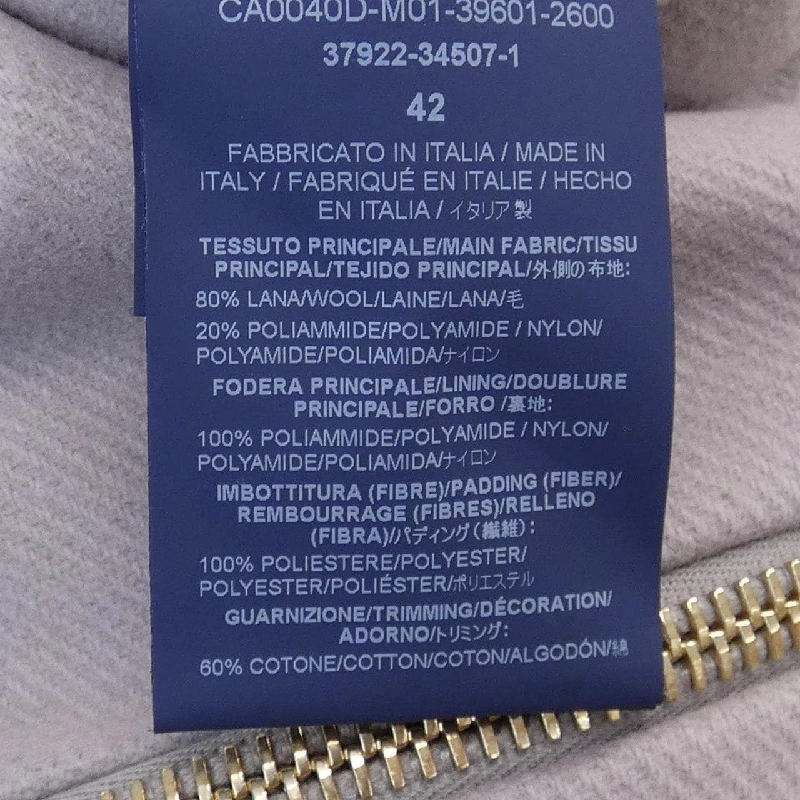 CA0040D-M01-39601-2600
37922-34507-1
42
FABBRICATO IN ITALIA / MADE IN
ITALY / FABRIQUÉ EN ITALIE / HECHO
EN ITALIA / イタリア製
TESSUTO PRINCIPALE/MAIN FABRIC/TISSU
PRINCIPAL/TEJIDO PRINCIPAL/外側の布地:
80% LANA/WOOL/LAINE/LANA/毛
20% POLIAMMIDE/POLYAMIDE / NYLON/
POLYAMIDE/POLIAMIDA/ナイロン
FODERA PRINCIPALE/LINING/DOUBLURE
PRINCIPALE/FORRO /裏地:
100% POLIAMMIDE/POLYAMIDE / NYLON/
POLYAMIDE/POLIAMIDA/ナイロン
IMBOTTITURA (FIBRE)/PADDING (FIBER)/
REMBOURRAGE (FIBRES)/RELLENO
(FIBRA)/パディング(繊維):
100% POLIESTERE/POLYESTER/
POLYESTER/POLIÉSTER/ポリエステル
GUARNIZIONE/TRIMMING/DÉCORATION/
ADORNO/トリミング:
60% COTONE/COTTON/COTON/ALGODÓN/綿